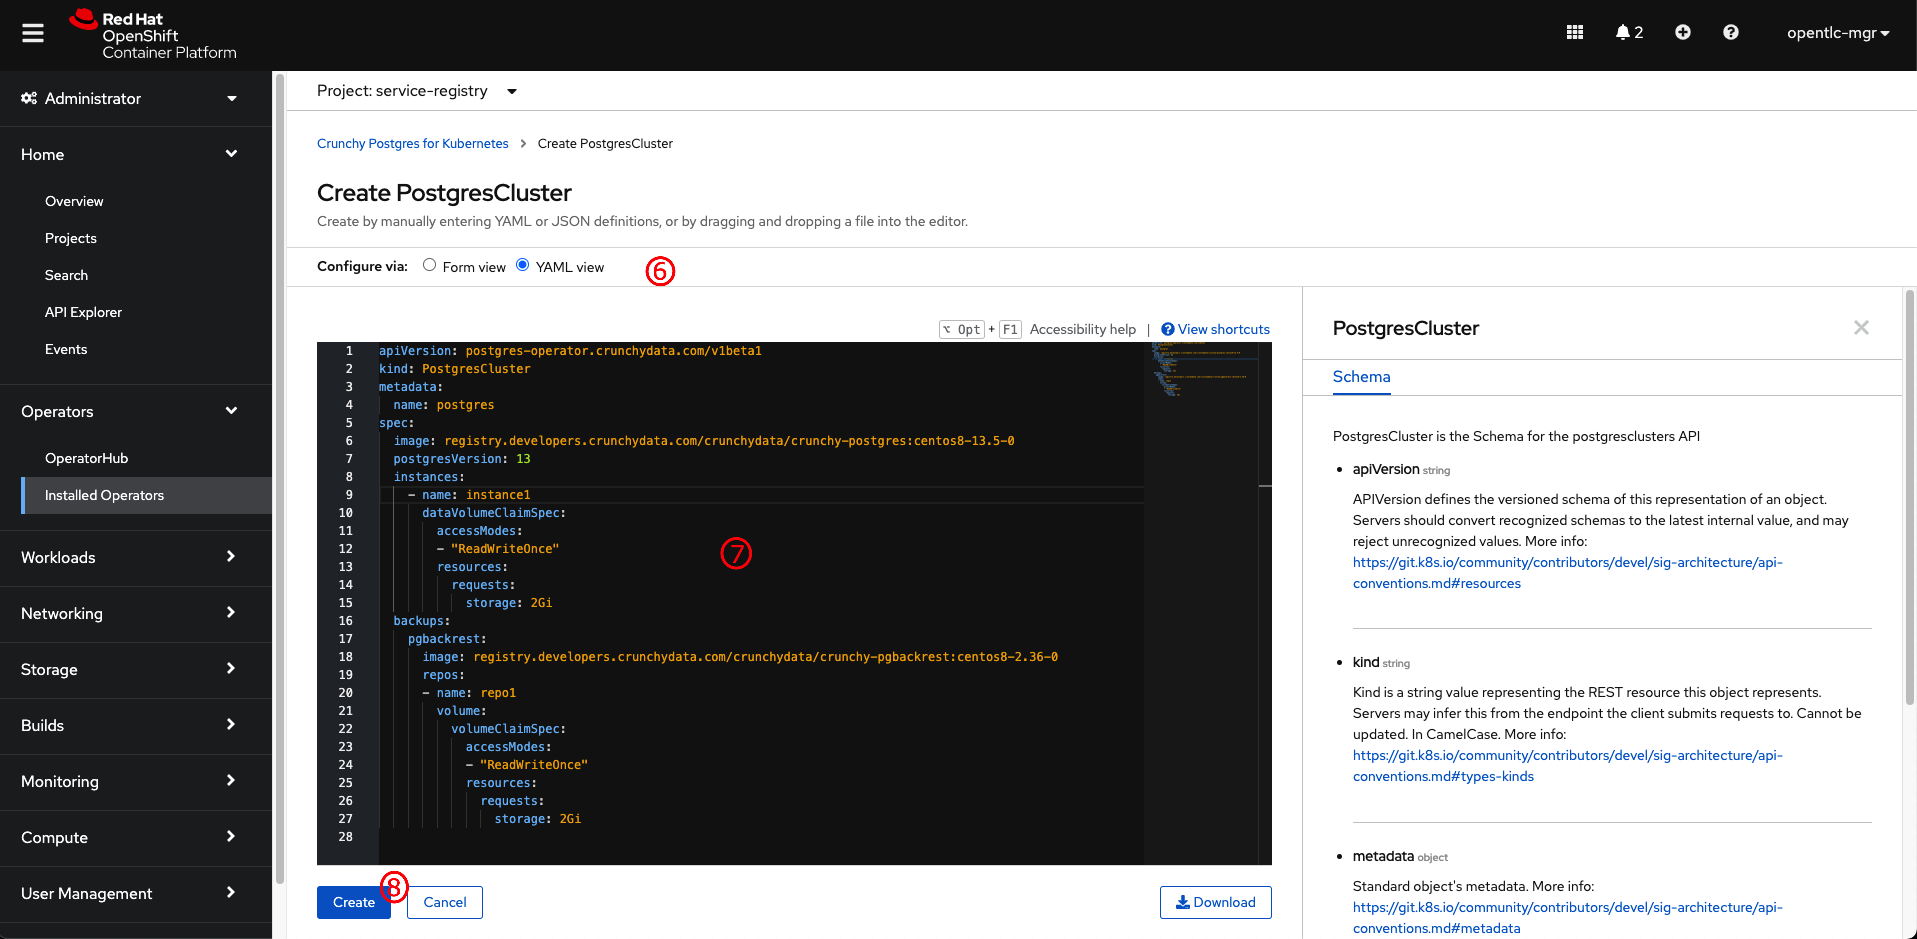 Red Hat
OpenShift
Container Platform
2
opentlc-mgr
Administrator
Home
Overview
Projects
Search
API Explorer
Events
Operators
OperatorHub
Installed Operators
Workloads
Networking
Storage
Builds
Monitoring
Compute
User Management
Project: service-registry
Crunchy Postgres for Kubernetes > Create PostgresCluster
Create PostgresCluster
Create by manually entering YAML or JSON definitions, or by dragging and dropping a file into the editor.
Configure via: Form view YAML view ⑥
⌥ Opt + F1 Accessibility help | View shortcuts
1 apiVersion: postgres-operator.crunchydata.com/v1beta1
2 kind: PostgresCluster
3 metadata:
4 name: postgres
5 spec:
6 image: registry.developers.crunchydata.com/crunchydata/crunchy-postgres:centos8-13.5-0
7 postgresVersion: 13
8 instances:
9 - name: instance1
10 dataVolumeClaimSpec:
11 accessModes:
12 - "ReadWriteOnce"
⑦
13 resources:
14 requests:
15 storage: 2Gi
16 backups:
17 pgbackrest:
18 image: registry.developers.crunchydata.com/crunchydata/crunchy-pgbackrest:centos8-2.36-0
19 repos:
20 - name: repo1
21 volume:
22 volumeClaimSpec:
23 accessModes:
24 - "ReadWriteOnce"
25 resources:
26 requests:
27 storage: 2Gi
28
Create ⑧ Cancel Download
PostgresCluster
Schema
PostgresCluster is the Schema for the postgresclusters API
• apiVersion string
APIVersion defines the versioned schema of this representation of an object.
Servers should convert recognized schemas to the latest internal value, and may
reject unrecognized values. More info:
https://git.k8s.io/community/contributors/devel/sig-architecture/api-
conventions.md#resources
• kind string
Kind is a string value representing the REST resource this object represents.
Servers may infer this from the endpoint the client submits requests to. Cannot be
updated. In CamelCase. More info:
https://git.k8s.io/community/contributors/devel/sig-architecture/api-
conventions.md#types-kinds
• metadata object
Standard object's metadata. More info:
https://git.k8s.io/community/contributors/devel/sig-architecture/api-
conventions.md#metadata